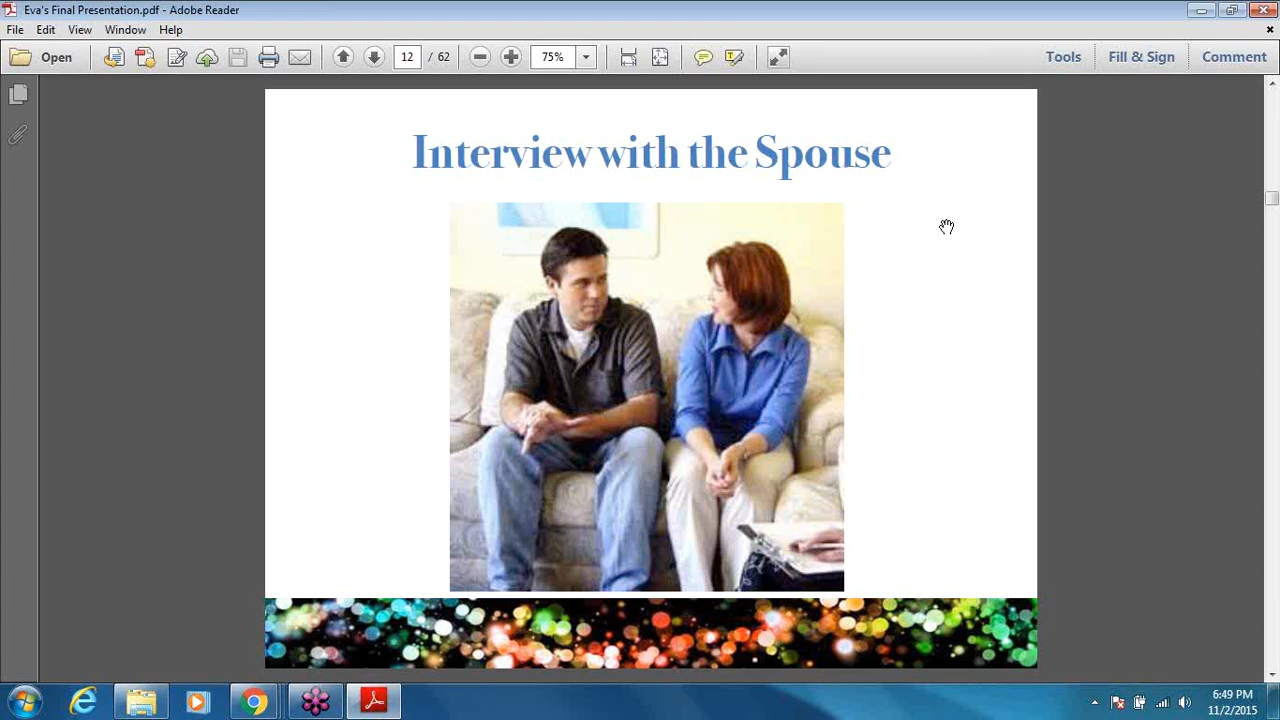 Eva's Final Presentation.pdf - Adobe Reader
File Edit View Window Help
Open 12 / 62 75% Tools Fill & Sign Comment
Interview with the Spouse
6:49 PM
11/2/2015